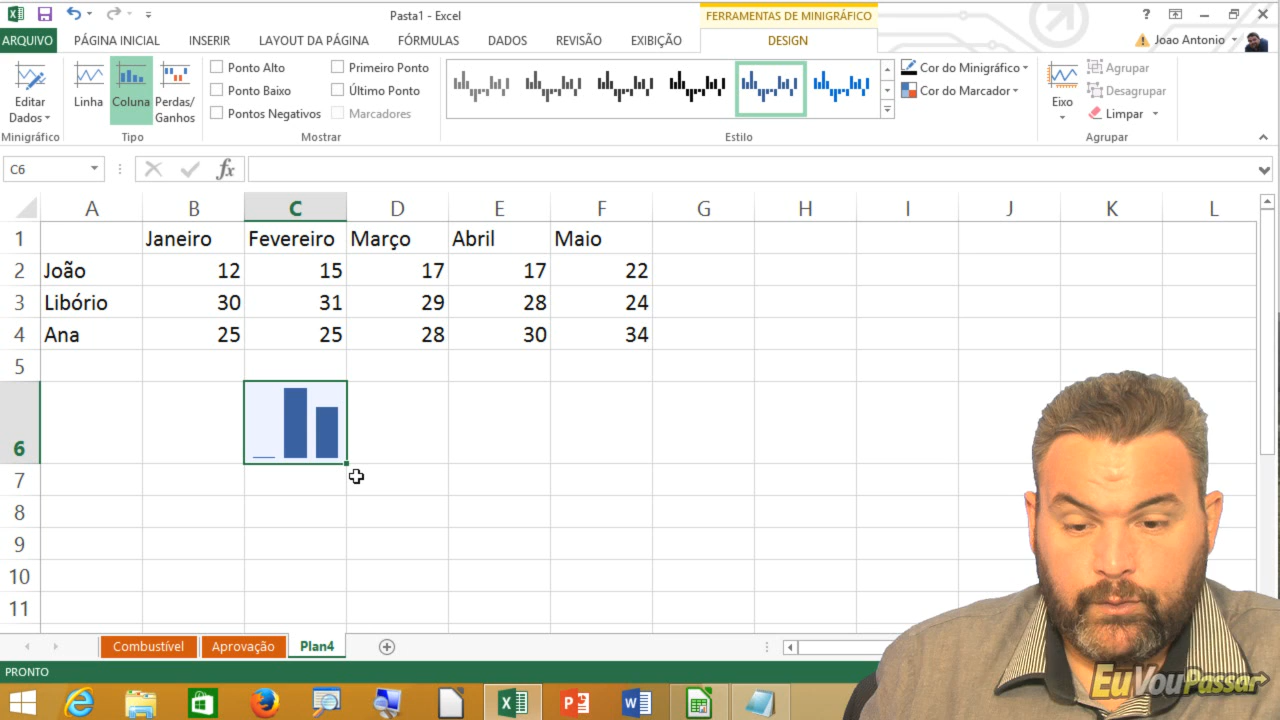 Pasta1 - Excel
FERRAMENTAS DE MINIGRÁFICO
?
ARQUIVO PÁGINA INICIAL INSERIR LAYOUT DA PÁGINA FÓRMULAS DADOS REVISÃO EXIBIÇÃO DESIGN Joao Antonio
Editar Dados
Linha
Coluna
Perdas/ Ganhos
Ponto Alto
Ponto Baixo
Pontos Negativos
Primeiro Ponto
Último Ponto
Marcadores
Cor do Minigráfico
Cor do Marcador
Eixo
Agrupar
Desagrupar
Limpar
Minigráfico Tipo Mostrar Estilo Agrupar
C6 fx
A B C D E F G H I J K L
1 Janeiro Fevereiro Março Abril Maio
2 João 12 15 17 17 22
3 Libório 30 31 29 28 24
4 Ana 25 25 28 30 34
5
6
7
8
9
10
11
Combustível Aprovação Plan4
PRONTO
EuVouPassar